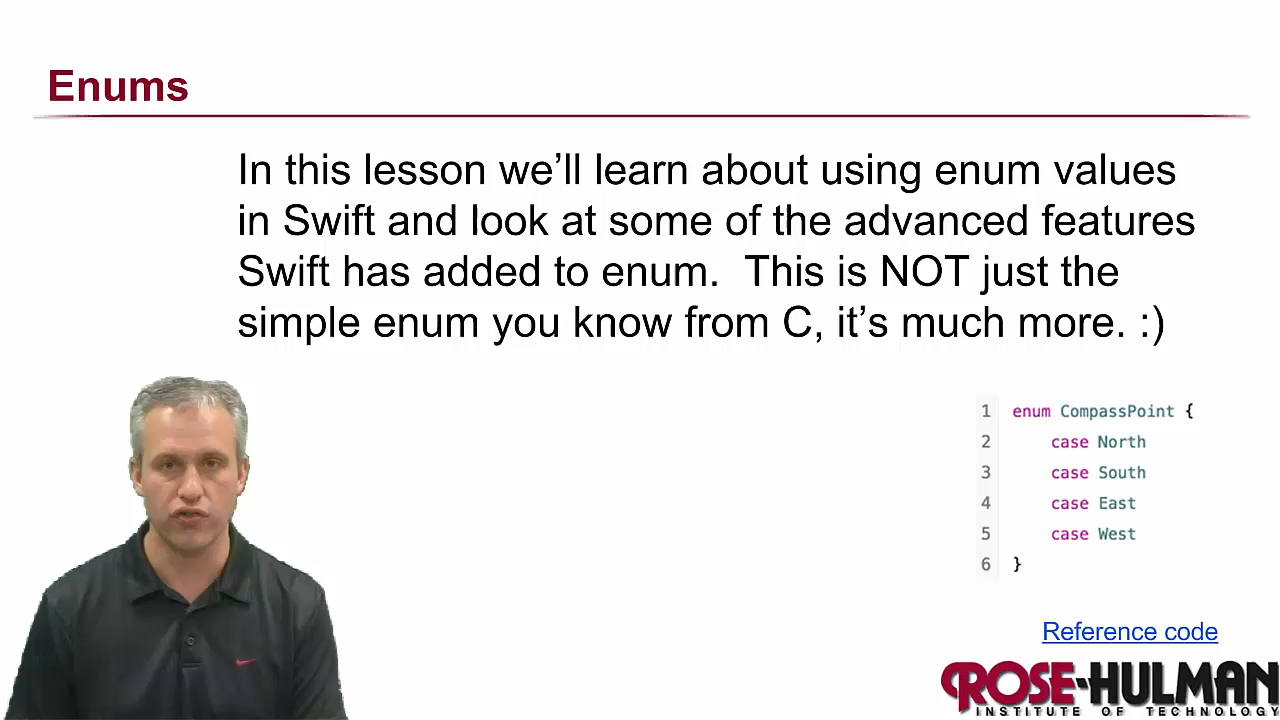 Enums
In this lesson we’ll learn about using enum values
in Swift and look at some of the advanced features
Swift has added to enum.  This is NOT just the
simple enum you know from C, it’s much more. :)
1 enum CompassPoint {
2 case North
3 case South
4 case East
5 case West
6 }
Reference code
ROSE-HULMAN
INSTITUTE OF TECHNOLOGY